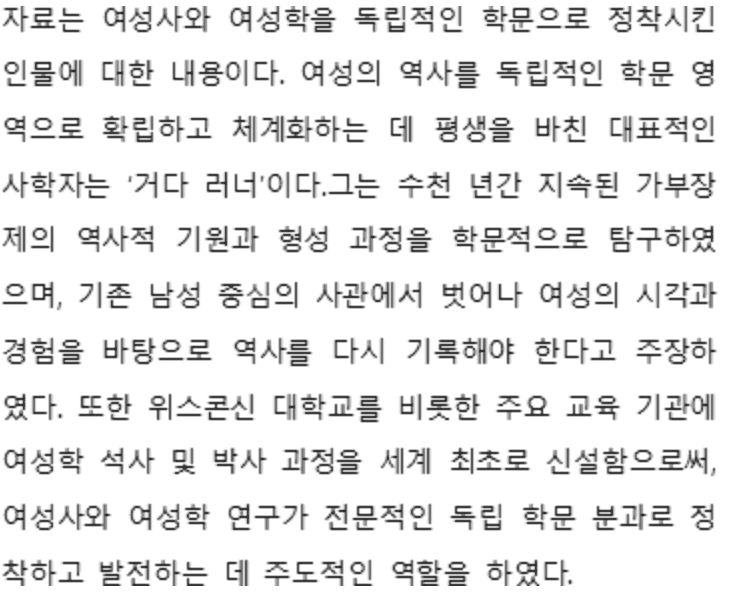 자료는 여성사와 여성학을 독립적인 학문으로 정착시킨
인물에 대한 내용이다. 여성의 역사를 독립적인 학문 영
역으로 확립하고 체계화하는 데 평생을 바친 대표적인
사학자는 ‘거다 러너’이다.그는 수천 년간 지속된 가부장
제의 역사적 기원과 형성 과정을 학문적으로 탐구하였
으며, 기존 남성 중심의 사관에서 벗어나 여성의 시각과
경험을 바탕으로 역사를 다시 기록해야 한다고 주장하
였다. 또한 위스콘신 대학교를 비롯한 주요 교육 기관에
여성학 석사 및 박사 과정을 세계 최초로 신설함으로써,
여성사와 여성학 연구가 전문적인 독립 학문 분과로 정
착하고 발전하는 데 주도적인 역할을 하였다.